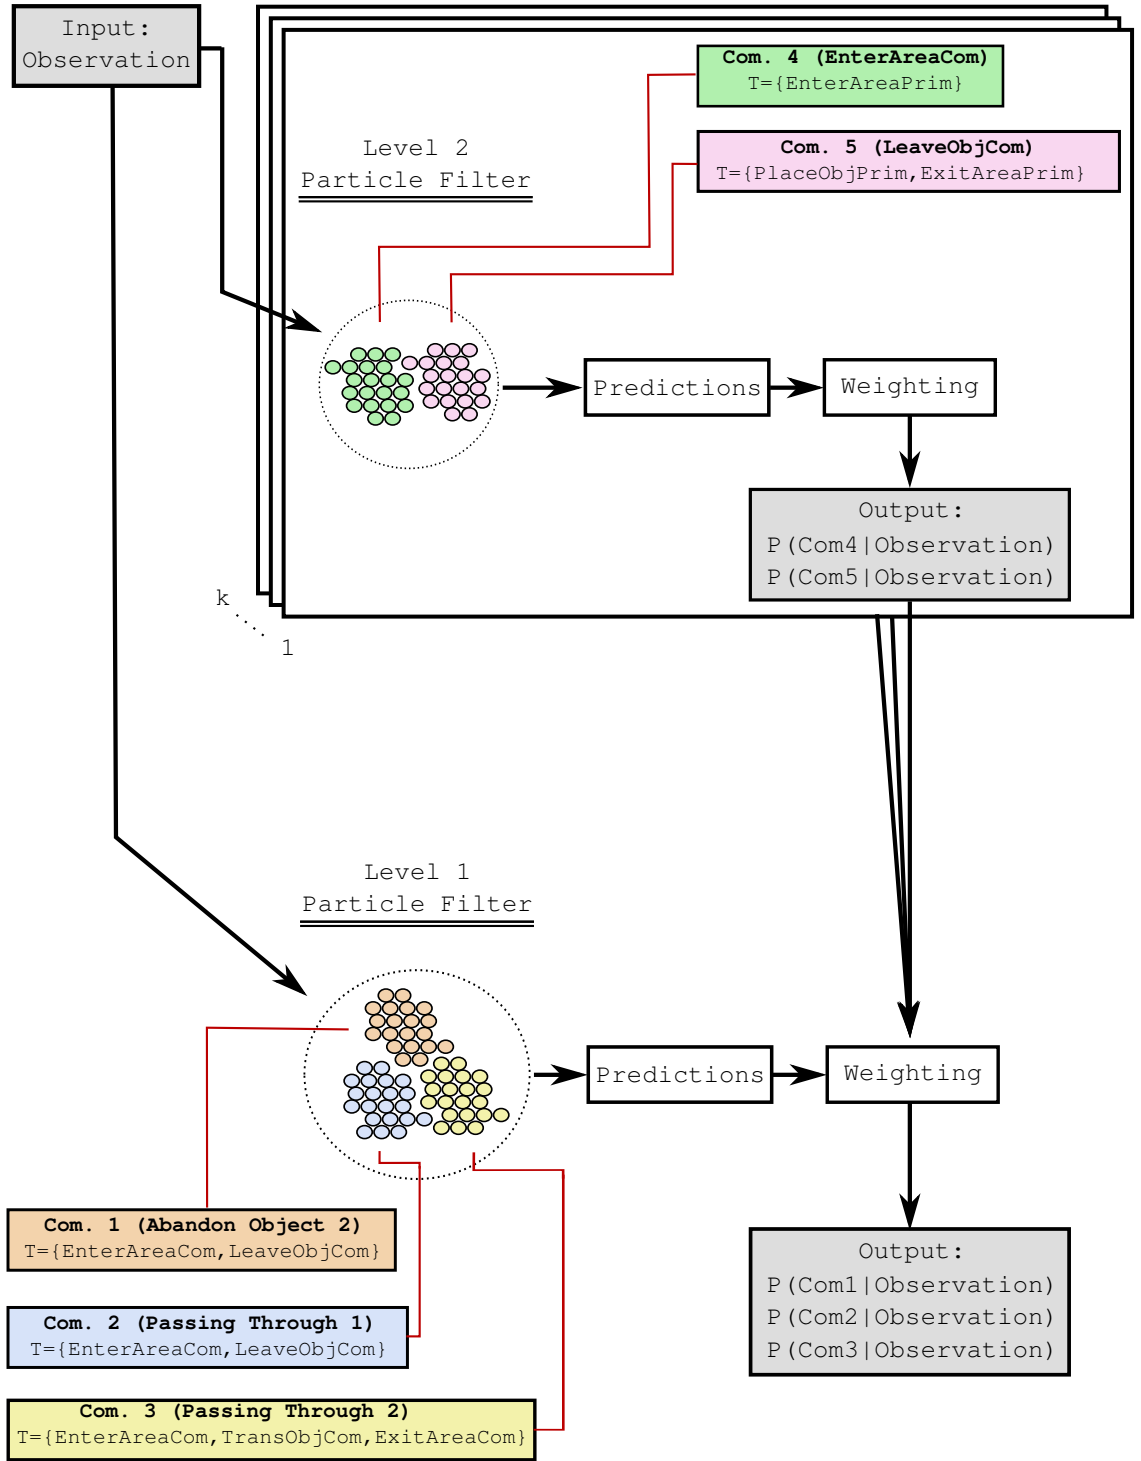 Input:
Observation
Com. 4 (EnterAreaCom)
T={EnterAreaPrim}
Level 2
Particle Filter
Com. 5 (LeaveObjCom)
T={PlaceObjPrim,ExitAreaPrim}
Predictions
Weighting
Output:
P(Com4|Observation)
P(Com5|Observation)
k
1
Level 1
Particle Filter
Predictions
Weighting
Com. 1 (Abandon Object 2)
T={EnterAreaCom,LeaveObjCom}
Com. 2 (Passing Through 1)
T={EnterAreaCom,LeaveObjCom}
Com. 3 (Passing Through 2)
T={EnterAreaCom,TransObjCom,ExitAreaCom}
Output:
P(Com1|Observation)
P(Com2|Observation)
P(Com3|Observation)